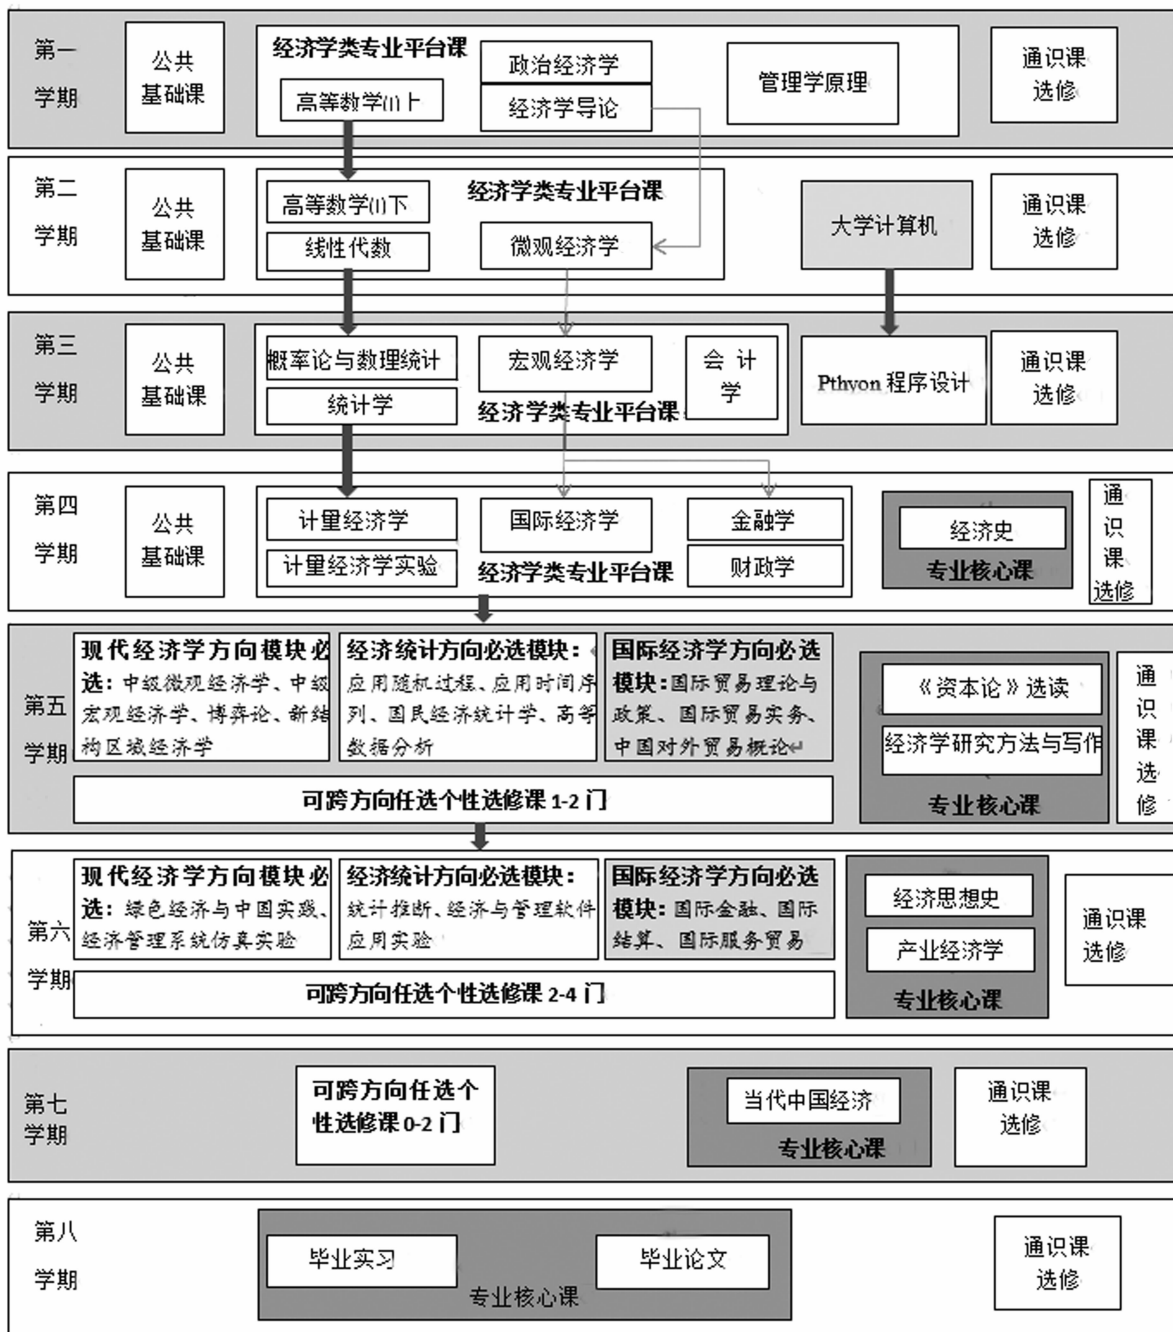 第一
学期
公共
基础课
经济学类专业平台课
高等数学(I)上
政治经济学
经济学导论
管理学原理
通识课
选修
第二
学期
公共
基础课
经济学类专业平台课
高等数学(I)下
线性代数
微观经济学
大学计算机
通识课
选修
第三
学期
公共
基础课
概率论与数理统计
统计学
宏观经济学
经济学类专业平台课
会 计
学
Pthyon 程序设计
通识课
选修
第四
学期
公共
基础课
计量经济学
计量经济学实验
国际经济学
经济学类专业平台课
金融学
财政学
经济史
专业核心课
通
识
课
选修
第五
学期
现代经济学方向模块必
选：中级微观经济学、中级
宏观经济学、博弈论、新结
构区域经济学
经济统计方向必选模块：
应用随机过程、应用时间序
列、国民经济统计学、高等
数据分析
国际经济学方向必选
模块：国际贸易理论与
政策、国际贸易实务、
中国对外贸易概论↵
可跨方向任选个性选修课 1-2 门
《资本论》选读
经济学研究方法与写作
专业核心课
通
识
课
选
修
第六
学期
现代经济学方向模块必
选：绿色经济与中国实践、
经济管理系统仿真实验
经济统计方向必选模块：
统计推断、经济与管理软件
应用实验
国际经济学方向必选
模块：国际金融、国际
结算、国际服务贸易
可跨方向任选个性选修课 2-4 门
经济思想史
产业经济学
专业核心课
通识课
选修
第七
学期
可跨方向任选个
性选修课 0-2 门
当代中国经济
专业核心课
通识课
选修
第八
学期
毕业实习
毕业论文
专业核心课
通识课
选修